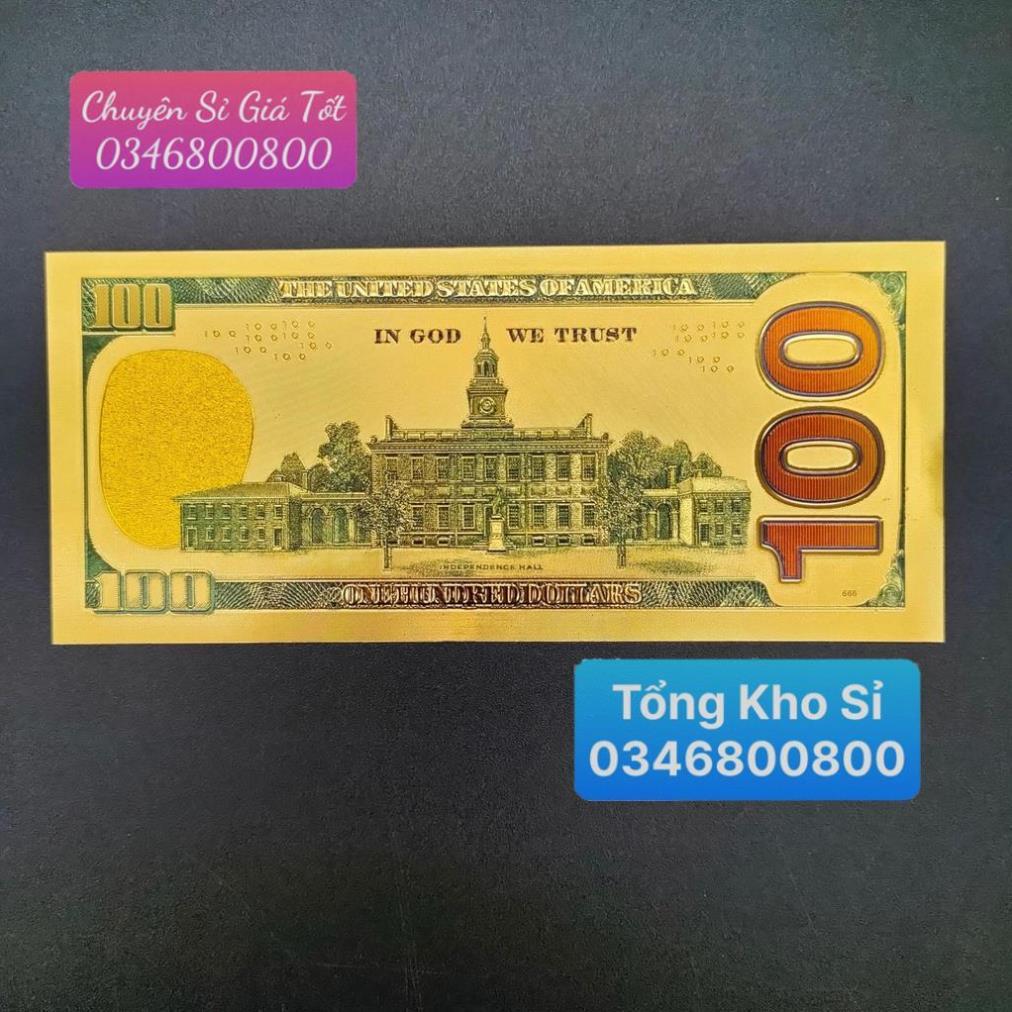 Chuyên Sỉ Giá Tốt
0346800800
THE UNITED STATES OF AMERICA
100
IN GOD WE TRUST
100
INDEPENDENCE HALL
100
ONE HUNDRED DOLLARS
666
Tổng Kho Sỉ
0346800800